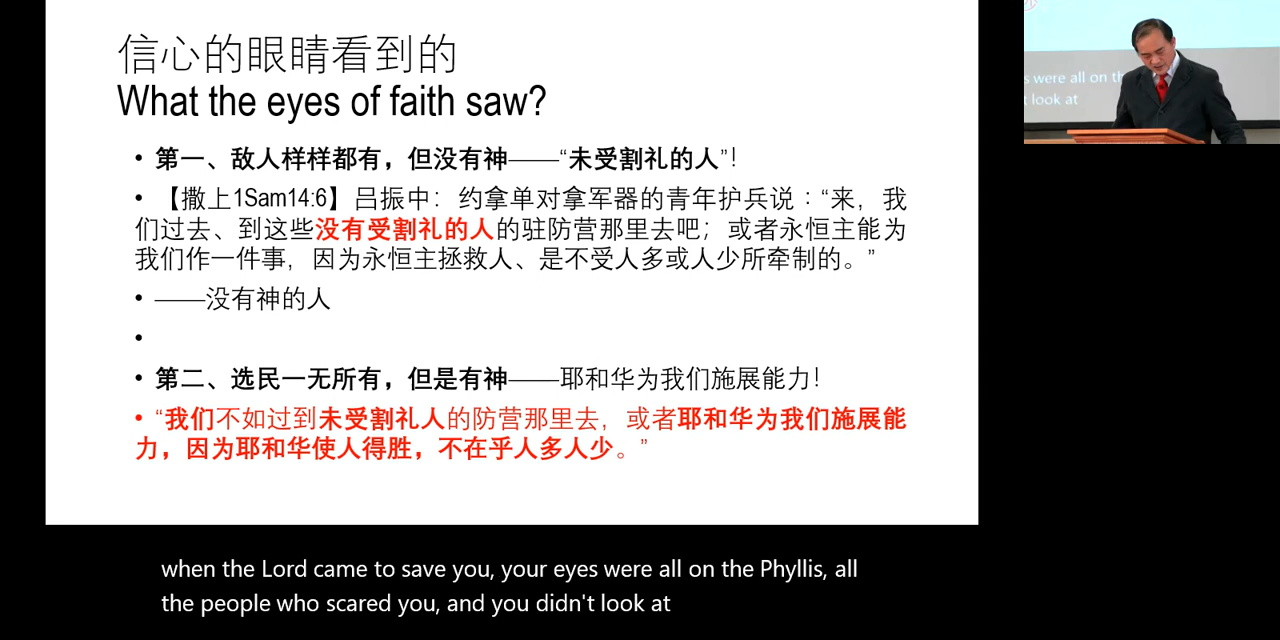 信心的眼睛看到的
What the eyes of faith saw?
• 第一、敌人样样都有，但没有神——“未受割礼的人”！
• 【撒上1Sam14:6】吕振中：约拿单对拿军器的青年护兵说：“来，我
们过去、到这些没有受割礼的人的驻防营那里去吧；或者永恒主能为
我们作一件事，因为永恒主拯救人、是不受人多或人少所牵制的。”
• ——没有神的人
•
• 第二、选民一无所有，但是有神——耶和华为我们施展能力！
• “我们不如过到未受割礼人的防营那里去，或者耶和华为我们施展能
力，因为耶和华使人得胜，不在乎人多人少。”
s were all on th
t look at
when the Lord came to save you, your eyes were all on the Phyllis, all
the people who scared you, and you didn't look at